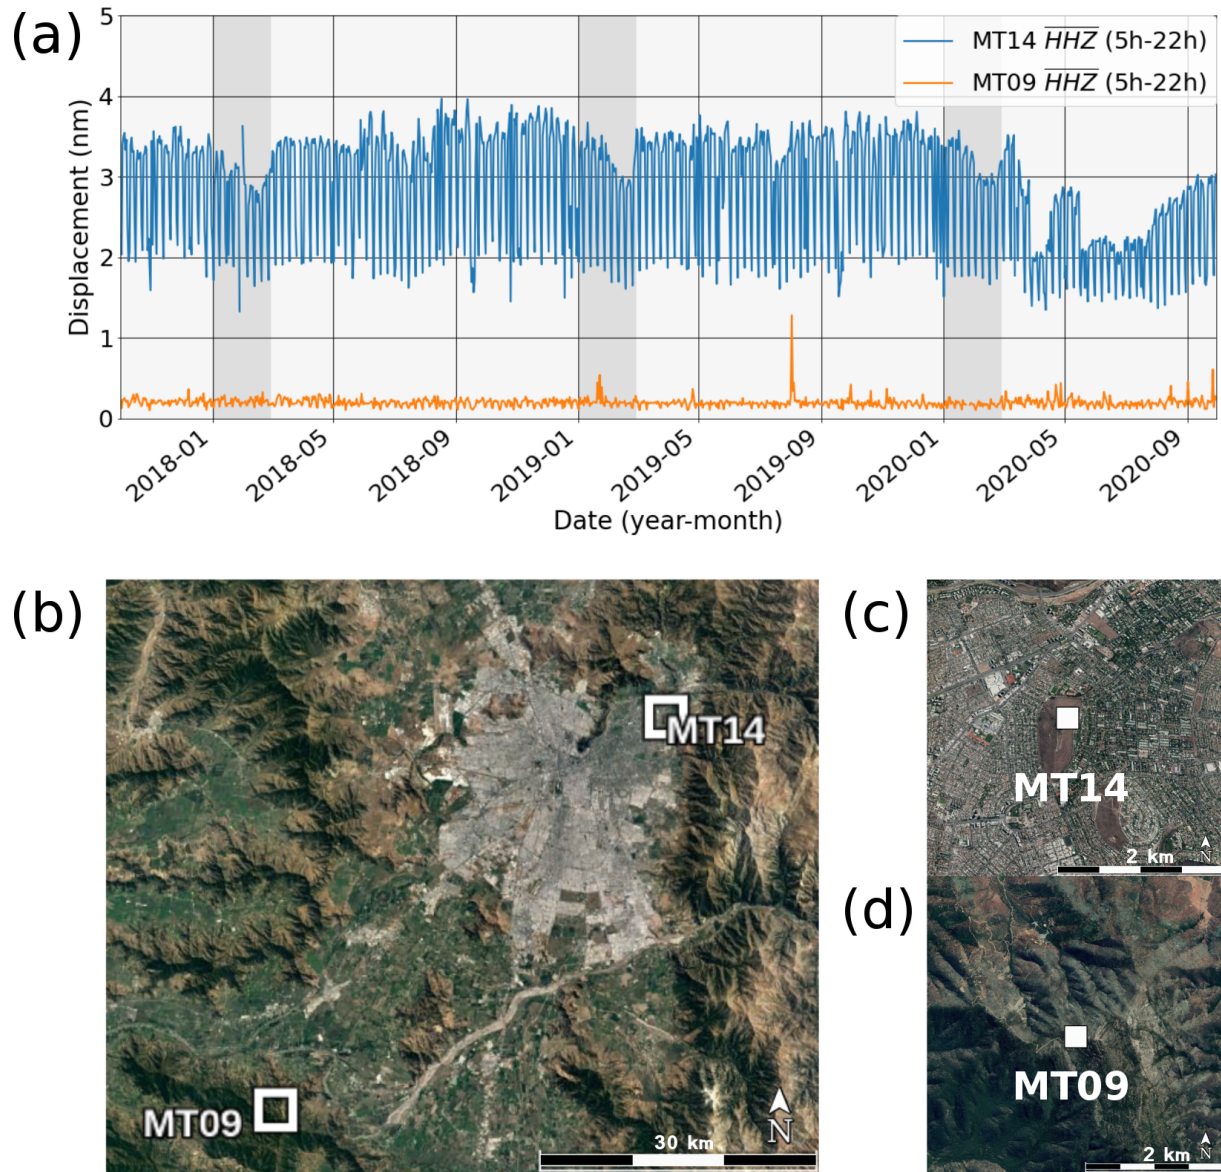 (a)
5
4
3
2
1
0
Displacement (nm)
MT14 HHZ (5h-22h)
MT09 HHZ (5h-22h)
2018-01
2018-05
2018-09
2019-01
2019-05
2019-09
2020-01
2020-05
2020-09
Date (year-month)
(b)
MT14
MT09
N
30 km
(c)
MT14
N
2 km
(d)
MT09
N
2 km